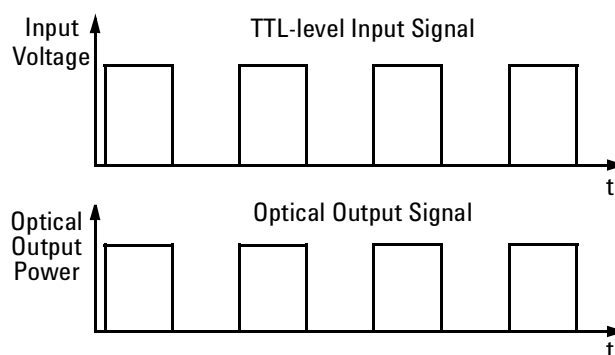 Input
Voltage
TTL-level Input Signal
t
Optical
Output
Power
Optical Output Signal
t